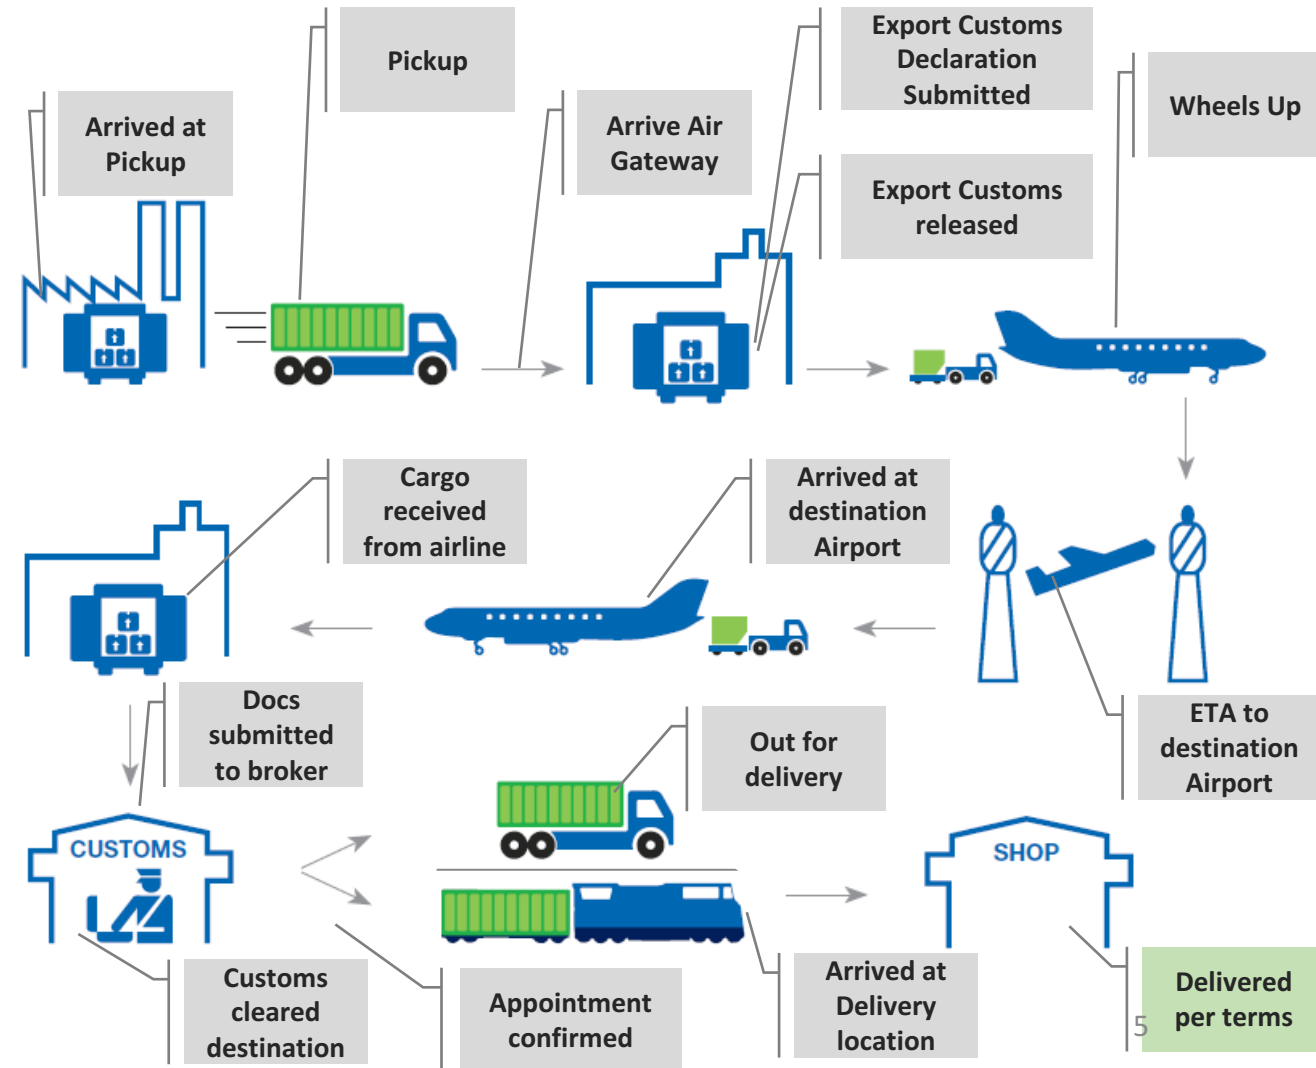 Arrived at
Pickup
Pickup
Arrive Air
Gateway
Export Customs
Declaration
Submitted
Export Customs
released
Wheels Up
Cargo
received
from airline
Arrived at
destination
Airport
ETA to
destination
Airport
Docs
submitted
to broker
Out for
delivery
CUSTOMS
SHOP
Customs
cleared
destination
Appointment
confirmed
Arrived at
Delivery
location
Delivered
per terms
5